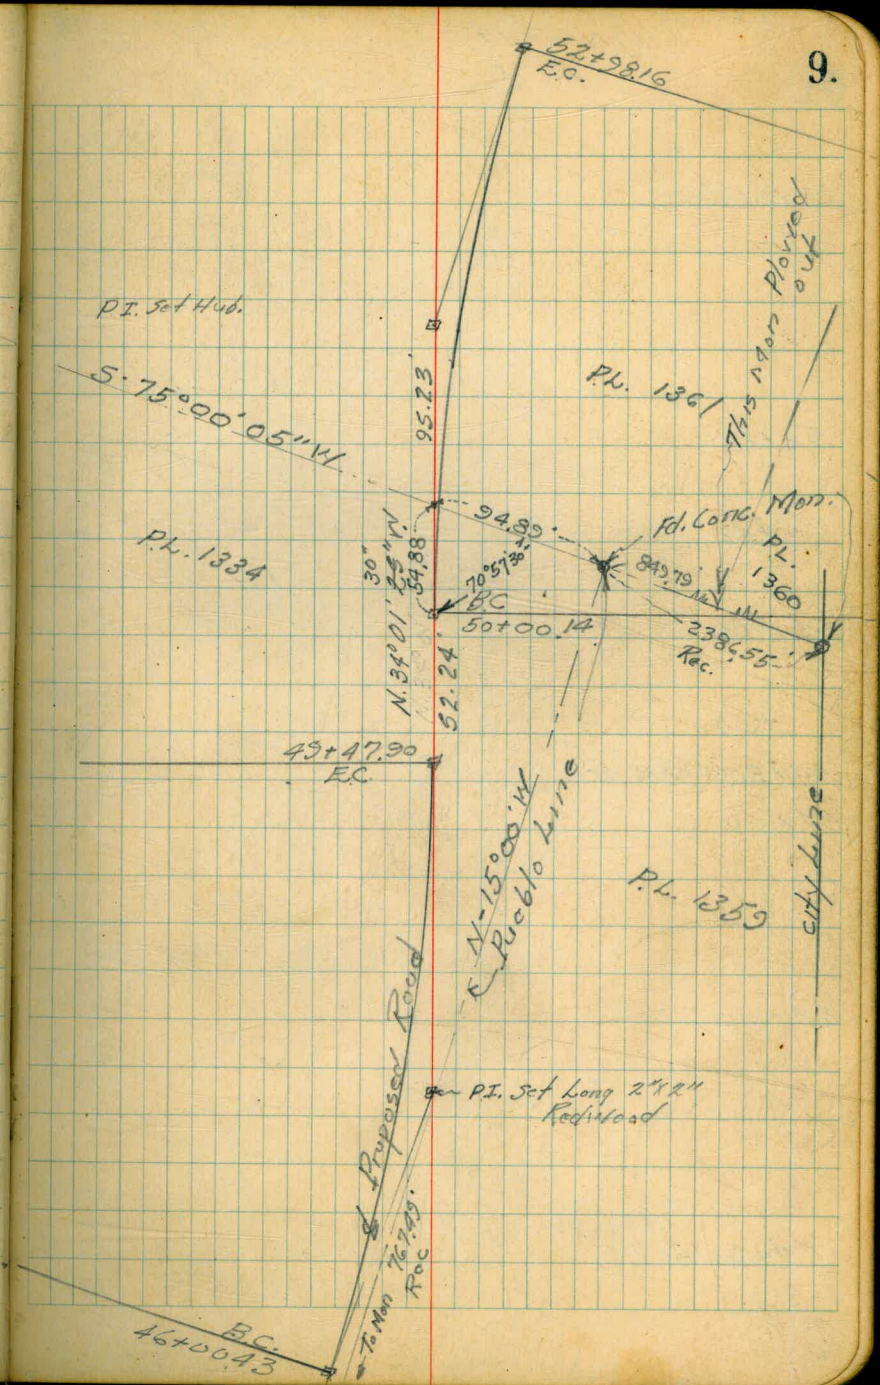 9.
52+98.16
E.C.
This Mon Plowed
out
P.I. Set Hub.
95.23'
P.L. 1361
S. 75°00'05" W
94.89
Fd. Conc. Mon.
P.L. 1334
30"
N. 34°01' 23" W.
54.88
70°57'30"
849.79
P.L.
1360
B.C.
50+00.14
2386.55
Rec.
52.24'
49+47.90
E.C.
N-15°00' W
Pueblo Line
City Line
P.L. 1359
Proposed Road
P.I. Set Long 2"x2"
Redwood
To Mon 767.49'
Rec
B.C.
46+00.43